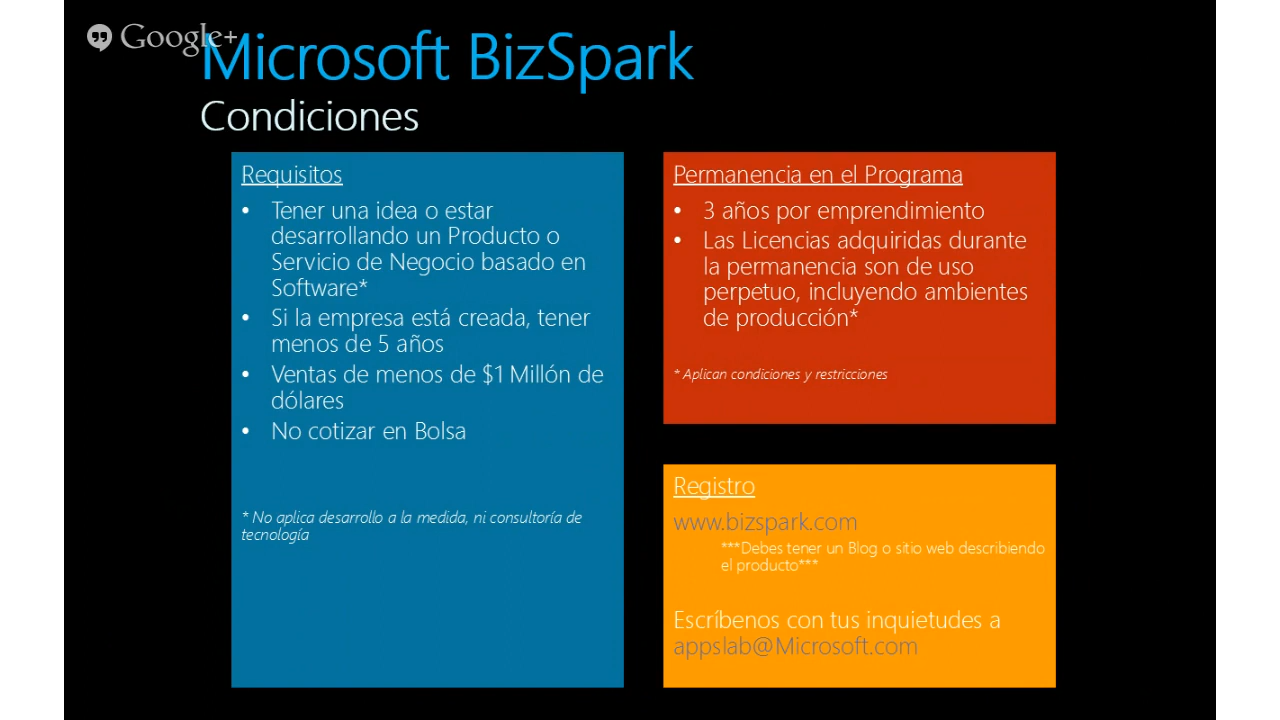 Google+
Microsoft BizSpark
Condiciones
Requisitos
• Tener una idea o estar
desarrollando un Producto o
Servicio de Negocio basado en
Software*
• Si la empresa está creada, tener
menos de 5 años
• Ventas de menos de $1 Millón de
dólares
• No cotizar en Bolsa
* No aplica desarrollo a la medida, ni consultoría de
tecnología
Permanencia en el Programa
• 3 años por emprendimiento
• Las Licencias adquiridas durante
la permanencia son de uso
perpetuo, incluyendo ambientes
de producción*
* Aplican condiciones y restricciones
Registro
www.bizspark.com
***Debes tener un Blog o sitio web describiendo
el producto***
Escríbenos con tus inquietudes a
appslab@Microsoft.com